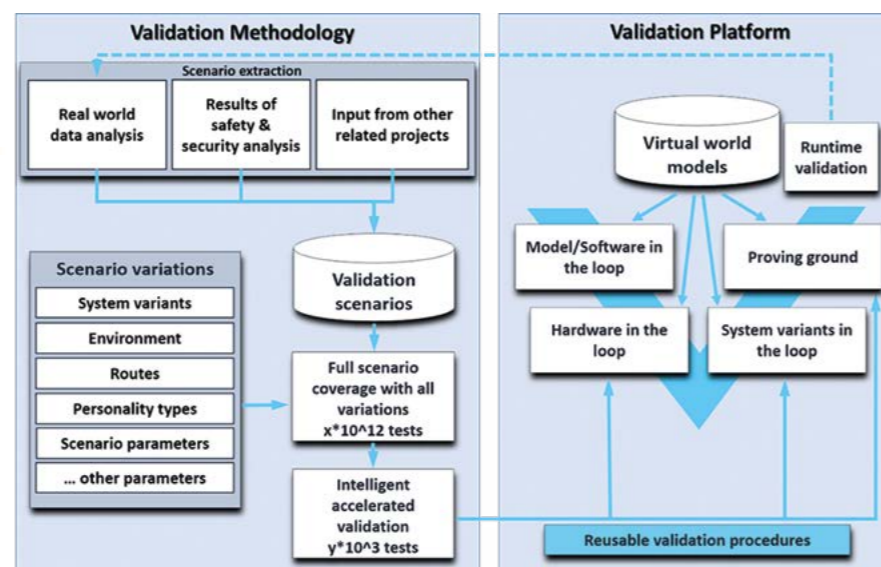 Validation Methodology
Scenario extraction
Real world
data analysis
Results of
safety &
security analysis
Input from other
related projects
Validation
scenarios
Scenario variations
System variants
Environment
Routes
Personality types
Scenario parameters
... other parameters
Full scenario
coverage with all
variations
x*10^12 tests
Intelligent
accelerated
validation
y*10^3 tests
Validation Platform
Virtual world
models
Runtime
validation
Model/Software in
the loop
Proving ground
Hardware in the
loop
System variants in
the loop
Reusable validation procedures